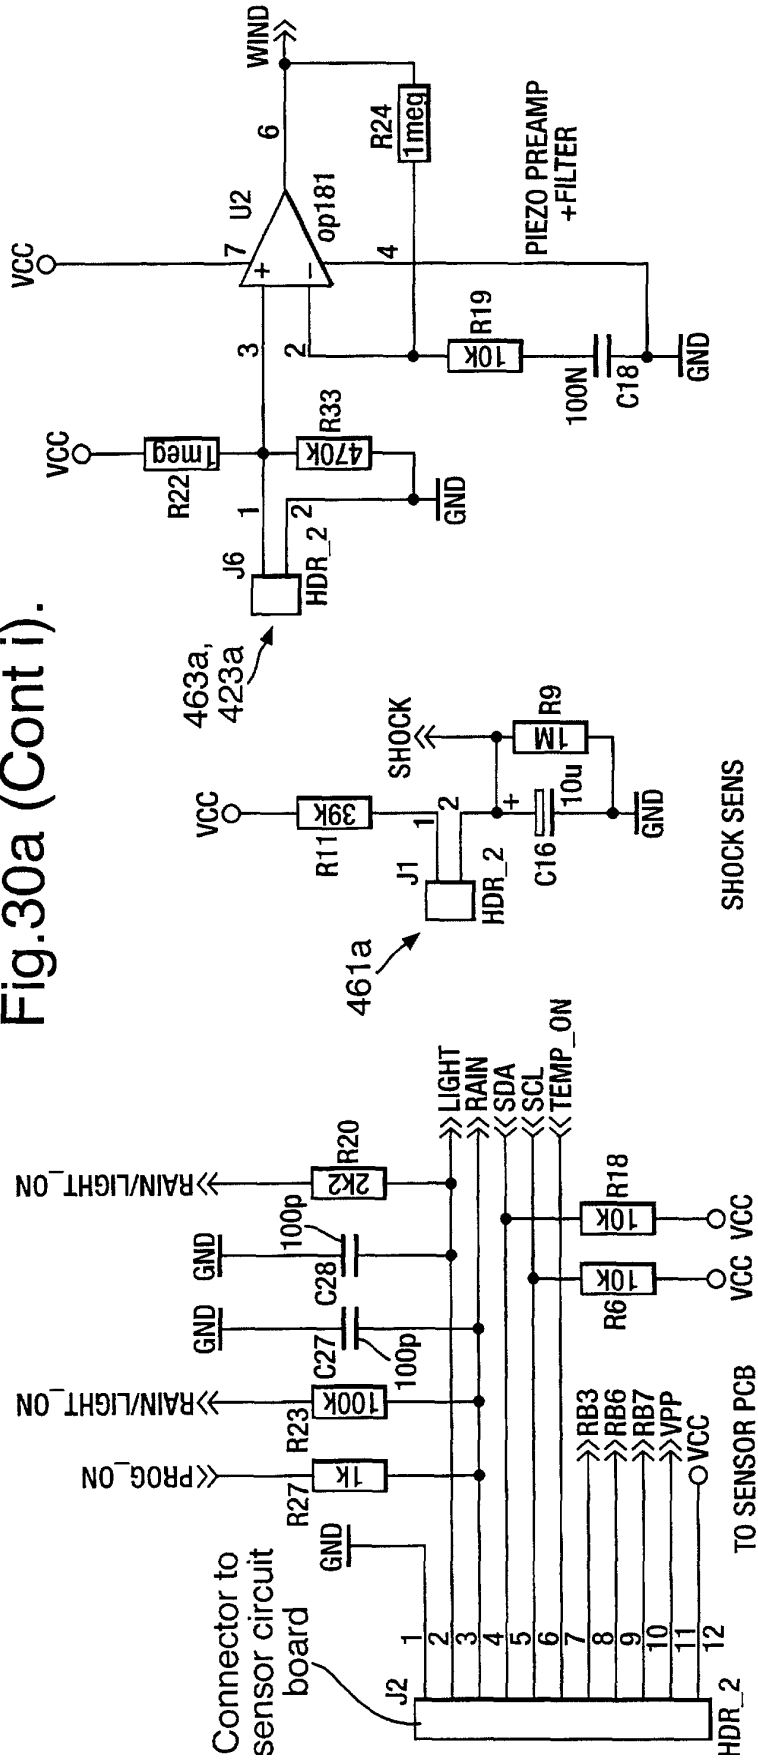 Fig.30a (Cont i).
Connector to
sensor circuit
board
J2
HDR_2
1
2
3
4
5
6
7
8
9
10
11
12
GND
PROG_ON
R27
1k
RAIN/LIGHT_ON
R23
100k
GND
C27
100p
GND
C28
100p
RAIN/LIGHT_ON
R20
2k2
LIGHT
RAIN
SDA
SCL
TEMP_ON
R6
10k
VCC
R18
10k
VCC
RB3
RB6
RB7
VPP
VCC
TO SENSOR PCB
461a
J1
HDR_2
1
2
VCC
R11
39k
SHOCK
C16
+
10u
R9
1M
GND
SHOCK SENS
463a,
423a
J6
HDR_2
1
2
VCC
R22
1meg
R33
470k
GND
3
2
VCC
7
+
−
U2
op181
4
6
WIND
R24
1meg
R19
10k
100N
C18
GND
PIEZO PREAMP
+FILTER